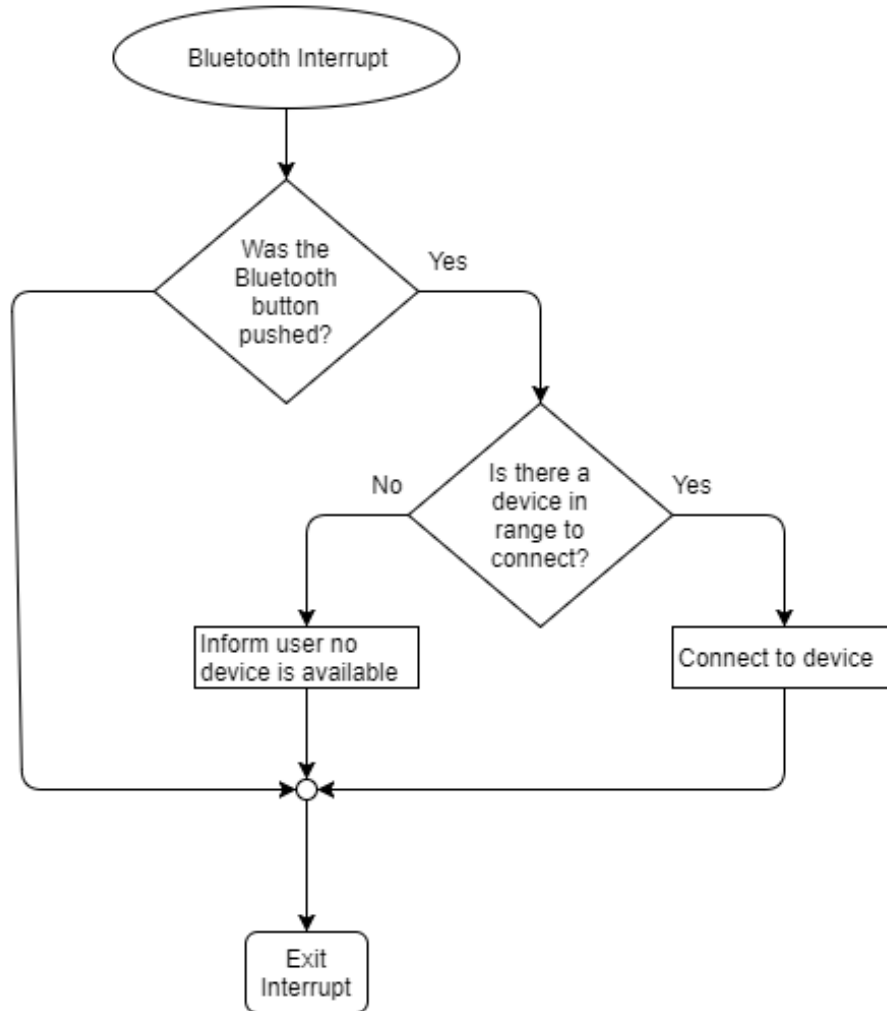 Bluetooth Interrupt
Was the
Bluetooth
button
pushed?
Yes
Is there a
device in
range to
connect?
No
Yes
Inform user no
device is available
Connect to device
Exit
Interrupt